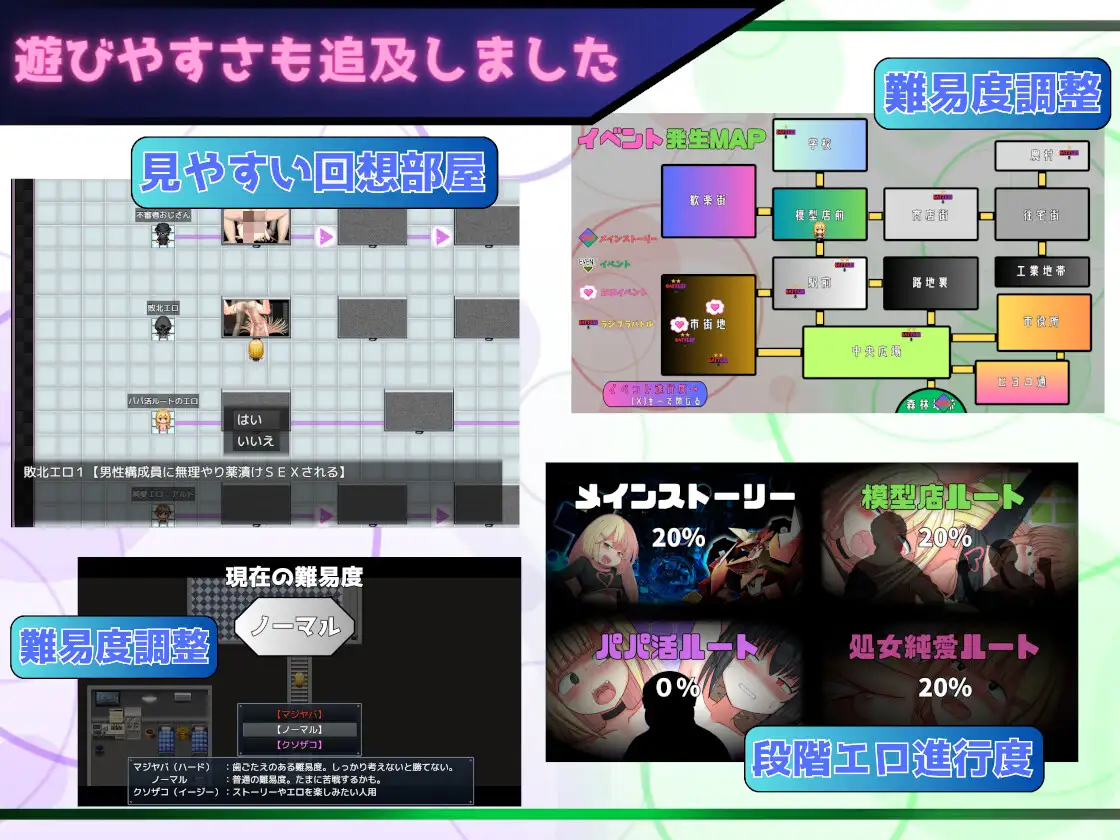 遊びやすさも追及しました
難易度調整
見やすい回想部屋
不審者おじさん
敗北エロ
パパ活ルートのエロ
はい
いいえ
敗北エロ１【男性構成員に無理やり薬漬けＳＥＸされる】
イベント発生MAP
学校
農村
歓楽街
模型店前
商店街
住宅街
メインストーリー
EVENT
イベント
駅前
路地裏
工業地帯
市街地
市役所
中央広場
[X]キーで閉じる
難易度調整
現在の難易度
ノーマル
【マジヤバ】
【ノーマル】
【クソザコ】
マジヤバ（ハード）：歯ごたえのある難易度。しっかり考えないと勝てない。
ノーマル：普通の難易度。たまに苦戦するかも。
クソザコ（イージー）：ストーリーやエロを楽しみたい人用
メインストーリー
20%
模型店ルート
20%
パパ活ルート
0%
処女純愛ルート
20%
段階エロ進行度